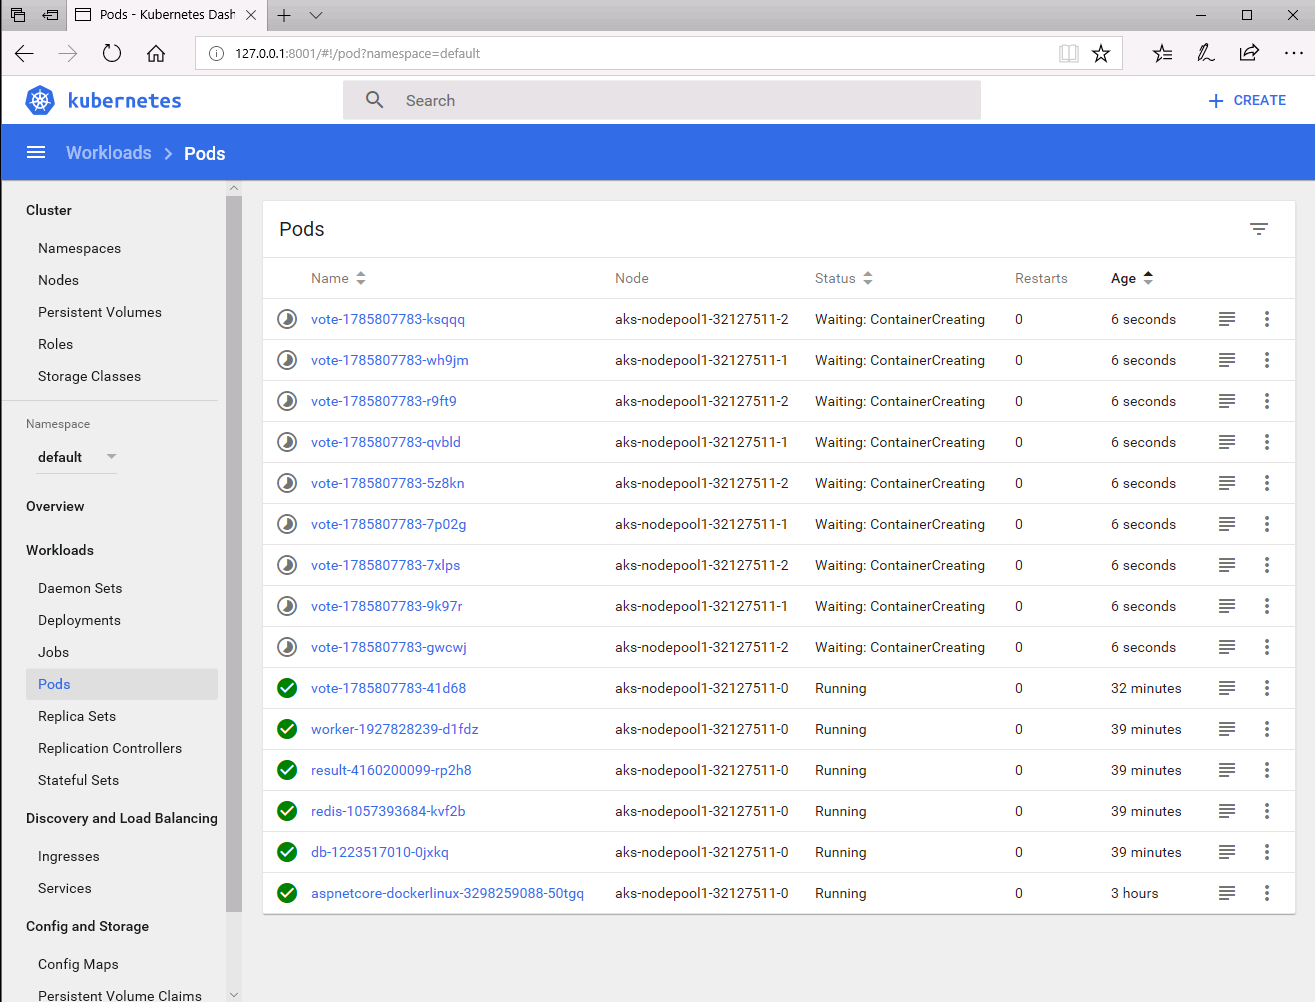 Pods - Kubernetes Dash
127.0.0.1:8001/#!/pod?namespace=default
kubernetes
Search
CREATE
Workloads > Pods
Cluster
Namespaces
Nodes
Persistent Volumes
Roles
Storage Classes
Namespace
default
Overview
Workloads
Daemon Sets
Deployments
Jobs
Pods
Replica Sets
Replication Controllers
Stateful Sets
Discovery and Load Balancing
Ingresses
Services
Config and Storage
Config Maps
Persistent Volume Claims
Pods
Name Node Status Restarts Age
vote-1785807783-ksqqq aks-nodepool1-32127511-2 Waiting: ContainerCreating 0 6 seconds
vote-1785807783-wh9jm aks-nodepool1-32127511-1 Waiting: ContainerCreating 0 6 seconds
vote-1785807783-r9ft9 aks-nodepool1-32127511-2 Waiting: ContainerCreating 0 6 seconds
vote-1785807783-qvbld aks-nodepool1-32127511-1 Waiting: ContainerCreating 0 6 seconds
vote-1785807783-5z8kn aks-nodepool1-32127511-2 Waiting: ContainerCreating 0 6 seconds
vote-1785807783-7p02g aks-nodepool1-32127511-1 Waiting: ContainerCreating 0 6 seconds
vote-1785807783-7xlps aks-nodepool1-32127511-2 Waiting: ContainerCreating 0 6 seconds
vote-1785807783-9k97r aks-nodepool1-32127511-1 Waiting: ContainerCreating 0 6 seconds
vote-1785807783-gwcwj aks-nodepool1-32127511-2 Waiting: ContainerCreating 0 6 seconds
vote-1785807783-41d68 aks-nodepool1-32127511-0 Running 0 32 minutes
worker-1927828239-d1fdz aks-nodepool1-32127511-0 Running 0 39 minutes
result-4160200099-rp2h8 aks-nodepool1-32127511-0 Running 0 39 minutes
redis-1057393684-kvf2b aks-nodepool1-32127511-0 Running 0 39 minutes
db-1223517010-0jxkq aks-nodepool1-32127511-0 Running 0 39 minutes
aspnetcore-dockerlinux-3298259088-50tgq aks-nodepool1-32127511-0 Running 0 3 hours